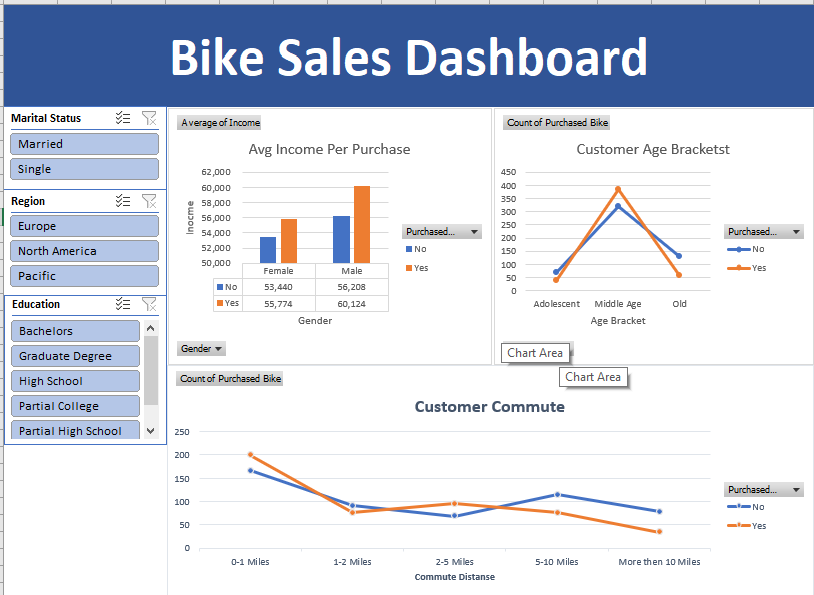 Bike Sales Dashboard
Marital Status
Married
Single
Region
Europe
North America
Pacific
Education
Bachelors
Graduate Degree
High School
Partial College
Partial High School
Average of Income
Avg Income Per Purchase
62,000
60,000
58,000
56,000
54,000
52,000
50,000
Inocme
Female Male
No 53,440 56,208
Yes 55,774 60,124
Gender
Purchased...
No
Yes
Gender
Count of Purchased Bike
Customer Age Bracketst
450
400
350
300
250
200
150
100
50
0
Adolescent Middle Age Old
Age Bracket
Purchased...
No
Yes
Chart Area
Chart Area
Count of Purchased Bike
Customer Commute
250
200
150
100
50
0
0-1 Miles 1-2 Miles 2-5 Miles 5-10 Miles More then 10 Miles
Commute Distanse
Purchased...
No
Yes